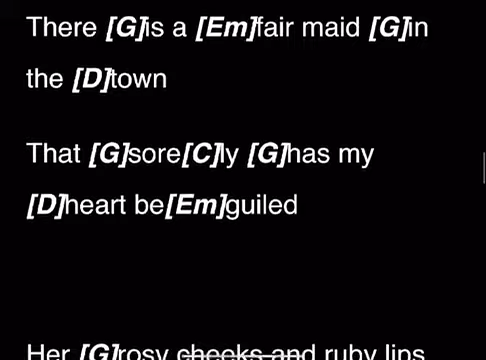 There [G]is a [Em]fair maid [G]in
the [D]town
That [G]sore[C]ly [G]has my
[D]heart be[Em]guiled
Her [G]rosy cheeks and ruby lips